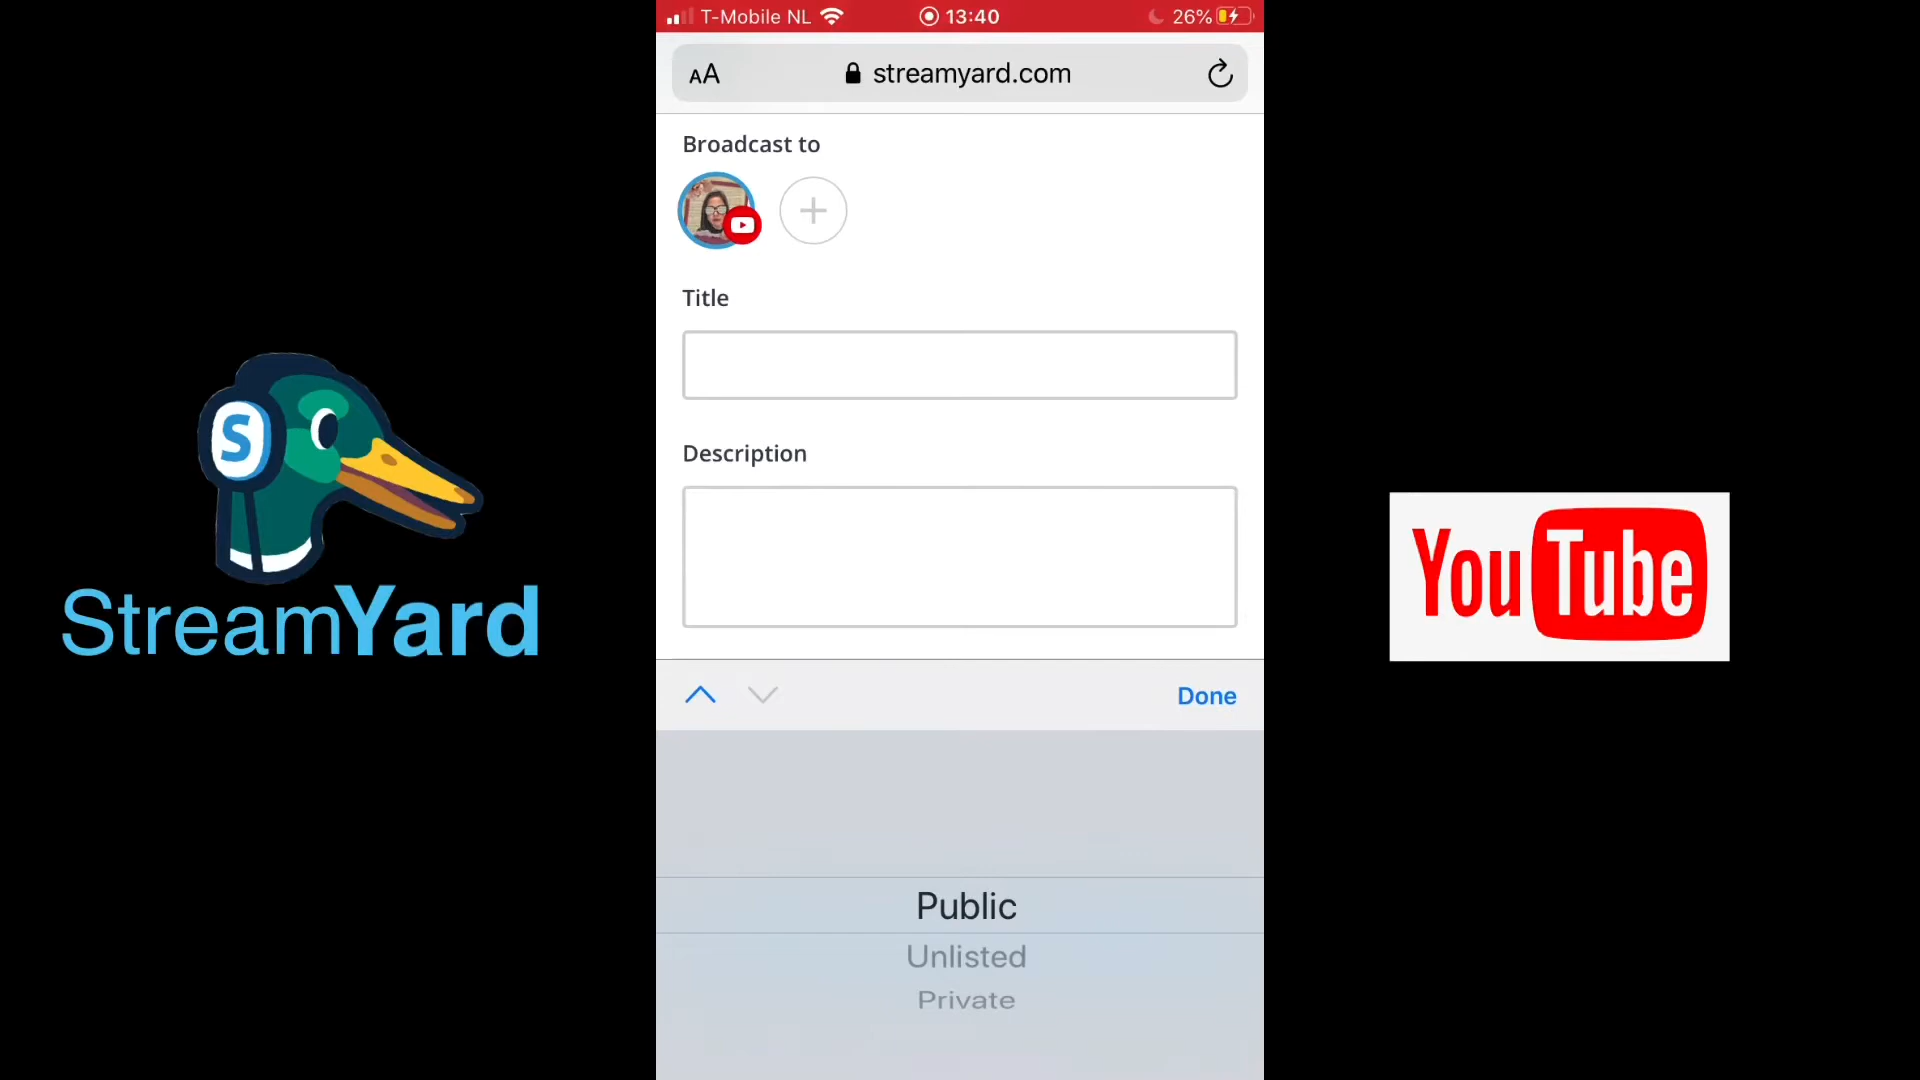 T-Mobile NL 13:40 26%
AA streamyard.com
Broadcast to
Title
Description
S
StreamYard
YouTube
Done
Public
Unlisted
Private